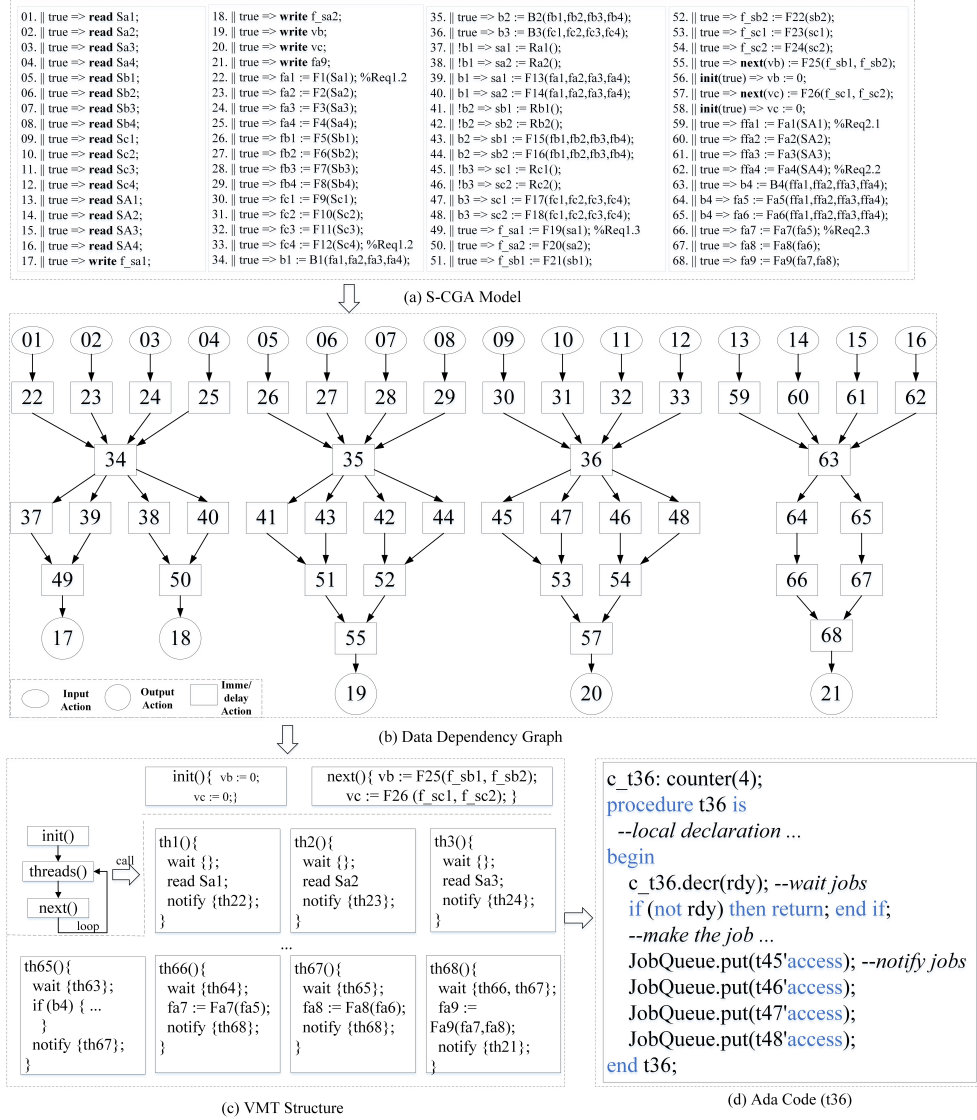 01. || true => read Sa1;
02. || true => read Sa2;
03. || true => read Sa3;
04. || true => read Sa4;
05. || true => read Sb1;
06. || true => read Sb2;
07. || true => read Sb3;
08. || true => read Sb4;
09. || true => read Sc1;
10. || true => read Sc2;
11. || true => read Sc3;
12. || true => read Sc4;
13. || true => read SA1;
14. || true => read SA2;
15. || true => read SA3;
16. || true => read SA4;
17. || true => write f_sa1;
18. || true => write f_sa2;
19. || true => write vb;
20. || true => write vc;
21. || true => write fa9;
22. || true => fa1 := F1(Sa1); %Req1.2
23. || true => fa2 := F2(Sa2);
24. || true => fa3 := F3(Sa3);
25. || true => fa4 := F4(Sa4);
26. || true => fb1 := F5(Sb1);
27. || true => fb2 := F6(Sb2);
28. || true => fb3 := F7(Sb3);
29. || true => fb4 := F8(Sb4);
30. || true => fc1 := F9(Sc1);
31. || true => fc2 := F10(Sc2);
32. || true => fc3 := F11(Sc3);
33. || true => fc4 := F12(Sc4); %Req1.2
34. || true => b1 := B1(fa1,fa2,fa3,fa4);
35. || true => b2 := B2(fb1,fb2,fb3,fb4);
36. || true => b3 := B3(fc1,fc2,fc3,fc4);
37. || !b1 => sa1 := Ra1();
38. || !b1 => sa2 := Ra2();
39. || b1 => sa1 := F13(fa1,fa2,fa3,fa4);
40. || b1 => sa2 := F14(fa1,fa2,fa3,fa4);
41. || !b2 => sb1 := Rb1();
42. || !b2 => sb2 := Rb2();
43. || b2 => sb1 := F15(fb1,fb2,fb3,fb4);
44. || b2 => sb2 := F16(fb1,fb2,fb3,fb4);
45. || !b3 => sc1 := Rc1();
46. || !b3 => sc2 := Rc2();
47. || b3 => sc1 := F17(fc1,fc2,fc3,fc4);
48. || b3 => sc2 := F18(fc1,fc2,fc3,fc4);
49. || true => f_sa1 := F19(sa1); %Req1.3
50. || true => f_sa2 := F20(sa2);
51. || true => f_sb1 := F21(sb1);
52. || true => f_sb2 := F22(sb2);
53. || true => f_sc1 := F23(sc1);
54. || true => f_sc2 := F24(sc2);
55. || true => next(vb) := F25(f_sb1, f_sb2);
56. || init(true) => vb := 0;
57. || true => next(vc) := F26(f_sc1, f_sc2);
58. || init(true) => vc := 0;
59. || true => ffa1 := Fa1(SA1); %Req2.1
60. || true => ffa2 := Fa2(SA2);
61. || true => ffa3 := Fa3(SA3);
62. || true => ffa4 := Fa4(SA4); %Req2.2
63. || true => b4 := B4(ffa1,ffa2,ffa3,ffa4);
64. || b4 => fa5 := Fa5(ffa1,ffa2,ffa3,ffa4);
65. || b4 => fa6 := Fa6(ffa1,ffa2,ffa3,ffa4);
66. || true => fa7 := Fa7(fa5); %Req2.3
67. || true => fa8 := Fa8(fa6);
68. || true => fa9 := Fa9(fa7,fa8);
(a) S-CGA Model
01 02 03 04 05 06 07 08 09 10 11 12 13 14 15 16
22 23 24 25 26 27 28 29 30 31 32 33 59 60 61 62
34 35 36 63
37 39 38 40 41 43 42 44 45 47 46 48 64 65
49 50 51 52 53 54 66 67
17 18 55 57 68
19 20 21
Input Action
Output Action
Imme/ delay Action
(b) Data Dependency Graph
init(){ vb := 0;
vc := 0;}
next(){ vb := F25(f_sb1, f_sb2);
vc := F26 (f_sc1, f_sc2); }
init()
threads()
next()
loop
call
th1(){
wait {};
read Sa1;
notify {th22};
}
th2(){
wait {};
read Sa2
notify {th23};
}
th3(){
wait {};
read Sa3;
notify {th24};
}
...
th65(){
wait {th63};
if (b4) { ...
}
notify {th67};
}
th66(){
wait {th64};
fa7 := Fa7(fa5);
notify {th68};
}
th67(){
wait {th65};
fa8 := Fa8(fa6);
notify {th68};
}
th68(){
wait {th66, th67};
fa9 :=
Fa9(fa7,fa8);
notify {th21};
}
(c) VMT Structure
c_t36: counter(4);
procedure t36 is
--local declaration ...
begin
c_t36.decr(rdy); --wait jobs
if (not rdy) then return; end if;
--make the job ...
JobQueue.put(t45'access); --notify jobs
JobQueue.put(t46'access);
JobQueue.put(t47'access);
JobQueue.put(t48'access);
end t36;
(d) Ada Code (t36)